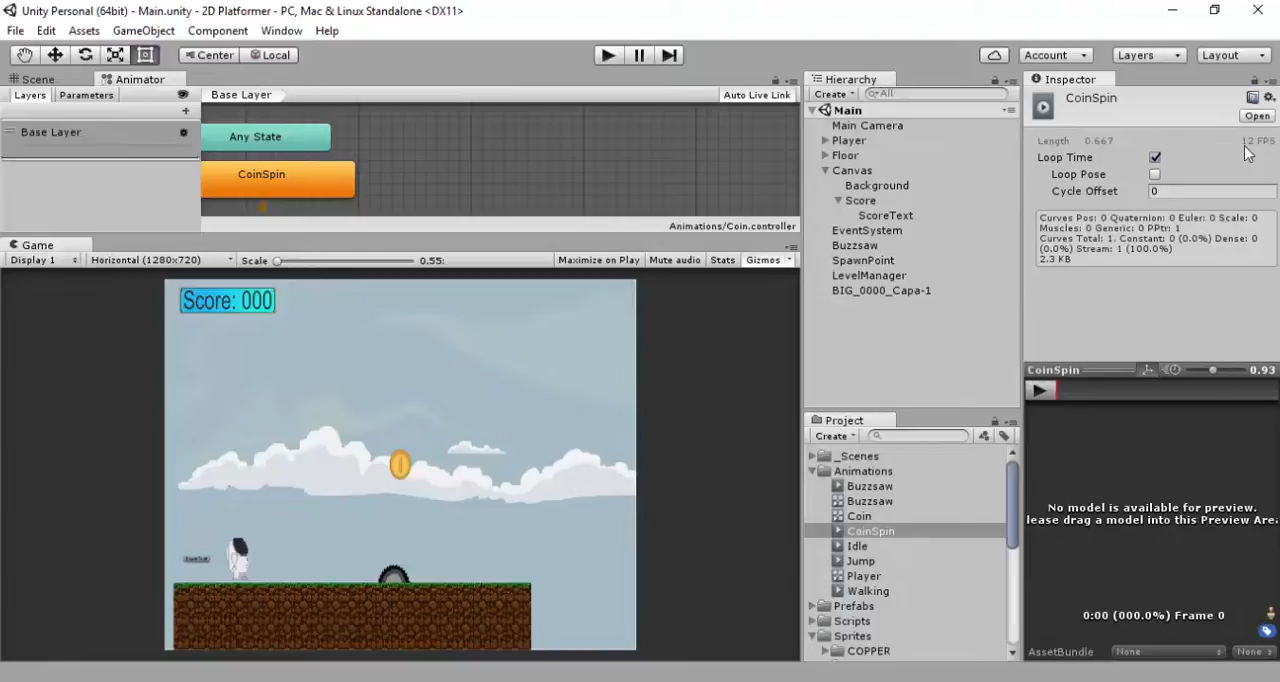 Unity Personal (64bit) - Main.unity - 2D Platformer - PC, Mac & Linux Standalone <DX11>
File Edit Assets GameObject Component Window Help
Center Local Account Layers Layout
Scene Animator
Layers Parameters Base Layer Auto Live Link
Base Layer
Any State
CoinSpin
Animations/Coin.controller
Game
Display 1 Horizontal (1280x720) Scale 0.55: Maximize on Play Mute audio Stats Gizmos
Score: 000
Hierarchy
Create All
Main
Main Camera
Player
Floor
Canvas
Background
Score
ScoreText
EventSystem
Buzzsaw
SpawnPoint
LevelManager
BIG_0000_Capa-1
Project
Create
_Scenes
Animations
Buzzsaw
Buzzsaw
Coin
CoinSpin
Idle
Jump
Player
Walking
Prefabs
Scripts
Sprites
COPPER
Inspector
CoinSpin
Open
Length 0.667 12 FPS
Loop Time
Loop Pose
Cycle Offset 0
Curves Pos: 0 Quaternion: 0 Euler: 0 Scale: 0
Muscles: 0 Generic: 0 PPtr: 1
Curves Total: 1, Constant: 0 (0.0%) Dense: 0
(0.0%) Stream: 1 (100.0%)
2.3 KB
CoinSpin 0.93
No model is available for preview.
lease drag a model into this Preview Area
0:00 (000.0%) Frame 0
AssetBundle None None